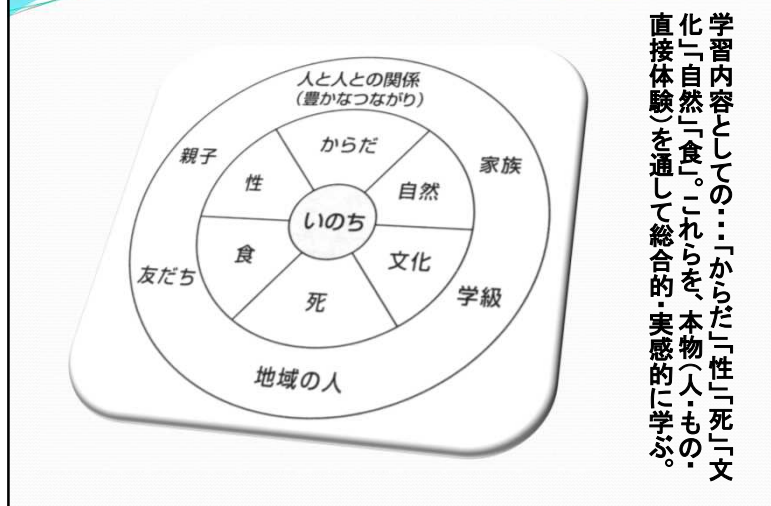 学習内容としての・・・「からだ」「性」「死」「文
化」「自然」「食」。これらを、本物（人・もの・
直接体験）を通して総合的・実感的に学ぶ。
人と人との関係
（豊かなつながり）
親子
家族
からだ
性
自然
いのち
食
文化
死
友だち
学級
地域の人